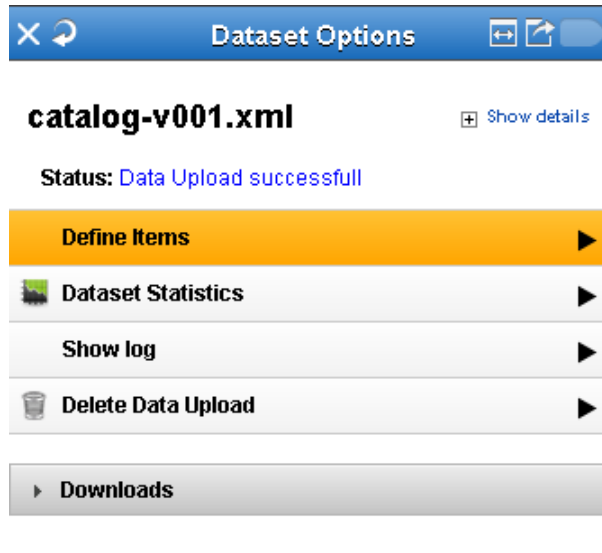 Dataset Options
catalog-v001.xml
Show details
Status: Data Upload successfull
Define Items
Dataset Statistics
Show log
Delete Data Upload
Downloads